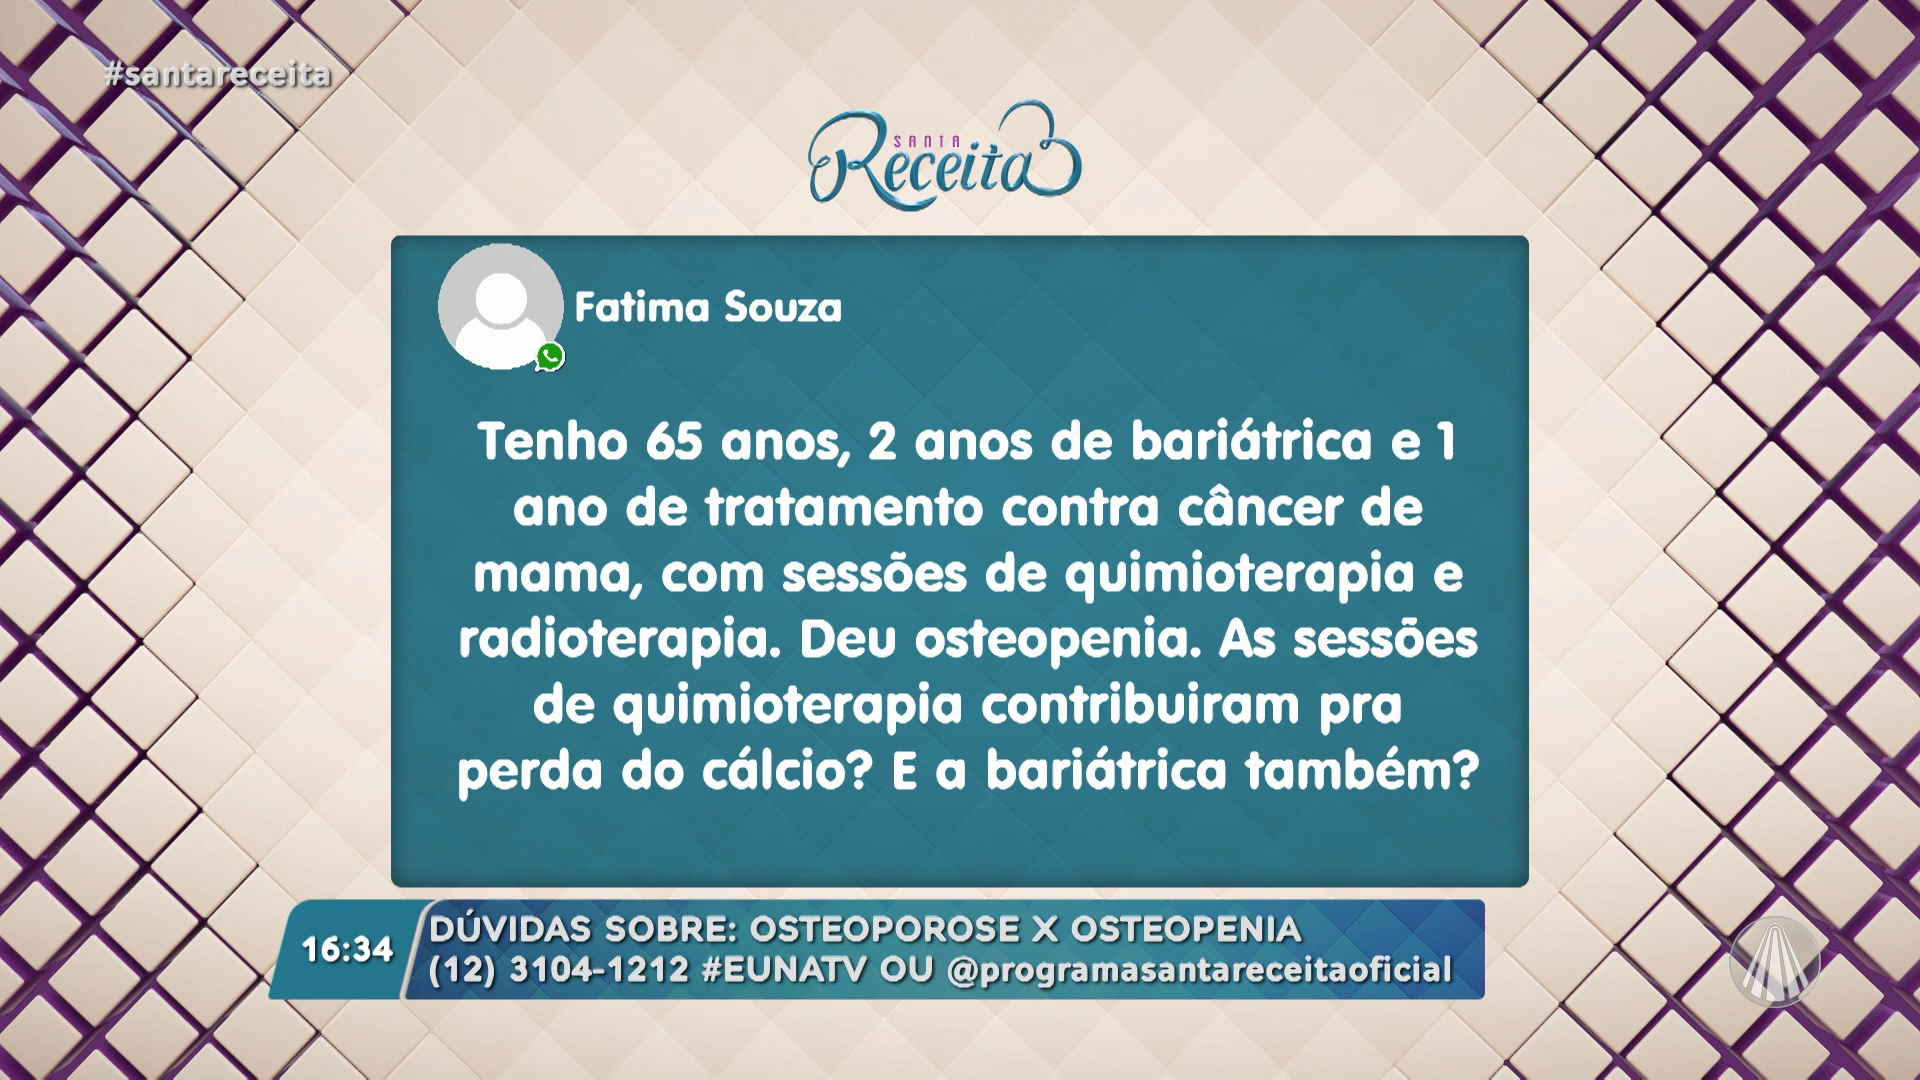 #santareceita
SANTA
Receita
Fatima Souza
Tenho 65 anos, 2 anos de bariátrica e 1
ano de tratamento contra câncer de
mama, com sessões de quimioterapia e
radioterapia. Deu osteopenia. As sessões
de quimioterapia contribuiram pra
perda do cálcio? E a bariátrica também?
16:34
DÚVIDAS SOBRE: OSTEOPOROSE X OSTEOPENIA
(12) 3104-1212 #EUNATV OU @programasantareceitaoficial